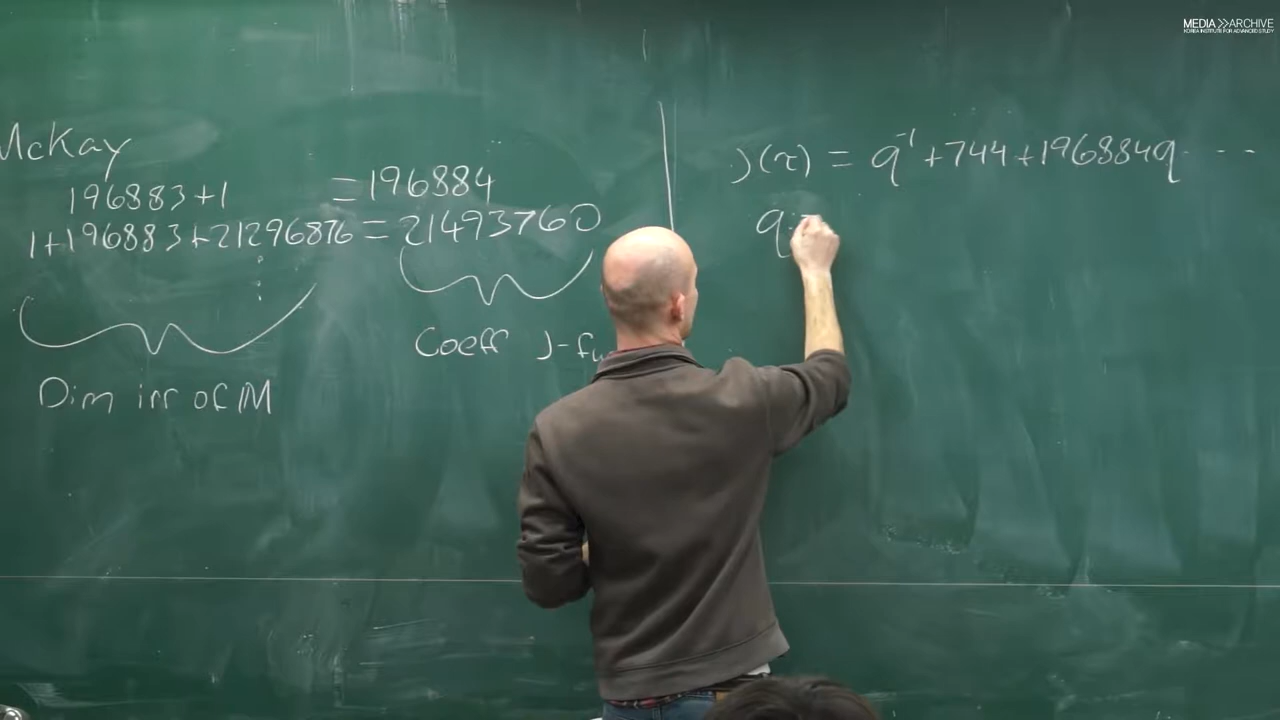 McKay
196883+1 = 196884
1+196883+21296876 = 21493760
Coeff J-fu
Dim irr of M
J(τ) = q⁻¹+744+196884q ---
q =
MEDIA ARCHIVE
KOREA INSTITUTE FOR ADVANCED STUDY